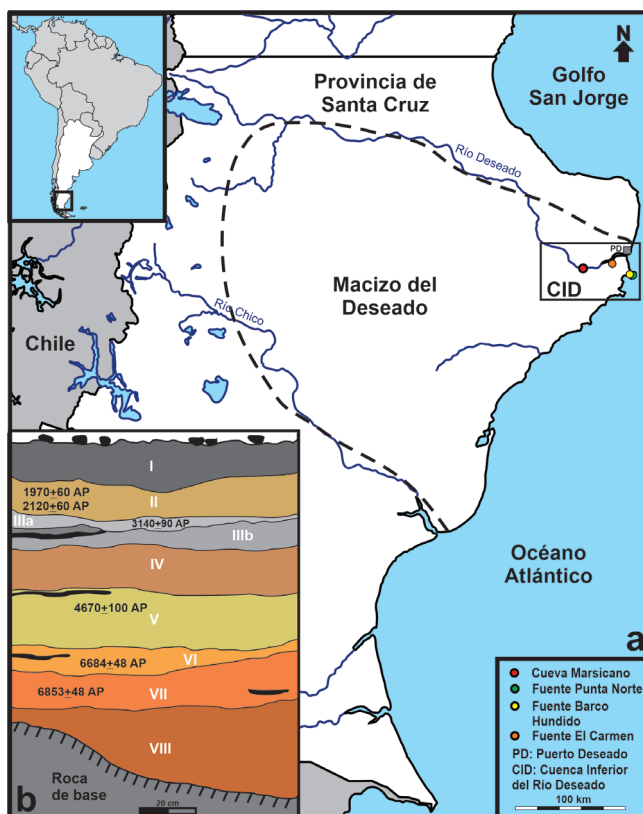 N
Provincia de
Santa Cruz
Golfo
San Jorge
Río Deseado
PD
CID
Macizo del
Deseado
Río Chico
Chile
Océano
Atlántico
a
Cueva Marsicano
Fuente Punta Norte
Fuente Barco
Hundido
Fuente El Carmen
PD: Puerto Deseado
CID: Cuenca Inferior
del Río Deseado
100 km
I
1970+60 AP
II
2120+60 AP
IIIa
3140+90 AP
IIIb
IV
4670±100 AP
V
6684+48 AP
VI
6853+48 AP
VII
VIII
Roca
de base
20 cm
b